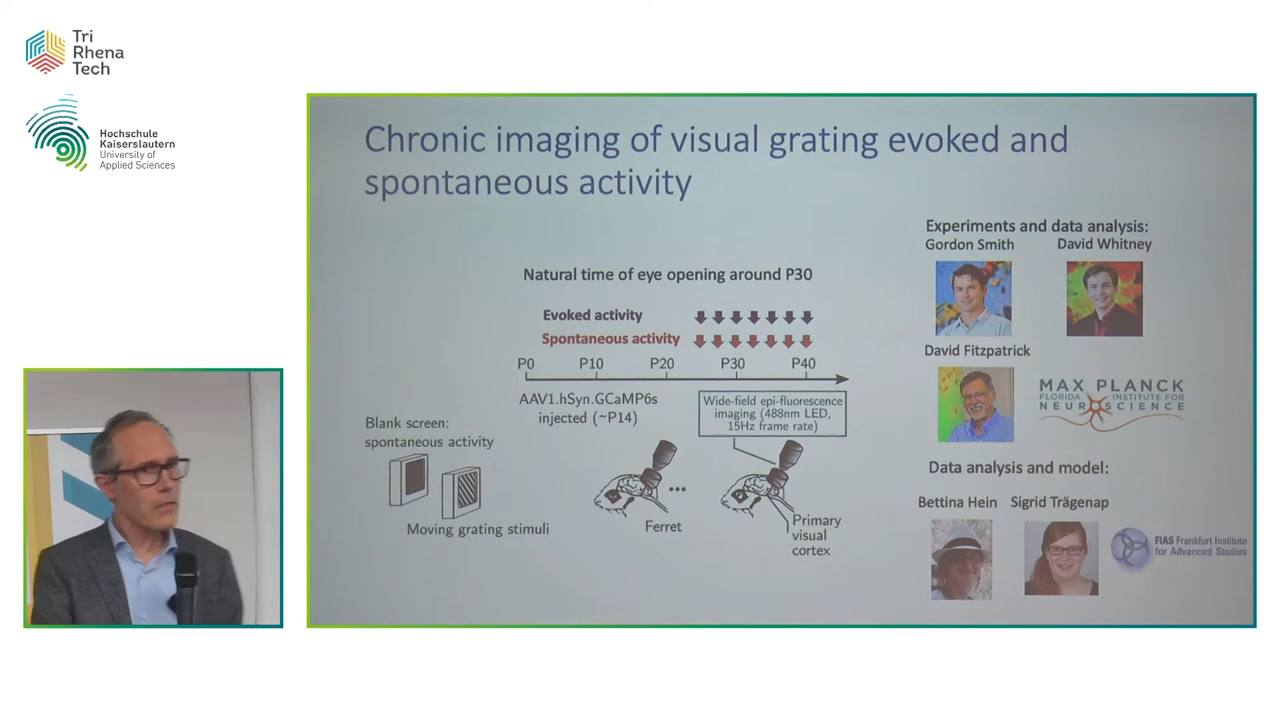 Tri
Rhena
Tech
Hochschule
Kaiserslautern
University of
Applied Sciences
Chronic imaging of visual grating evoked and
spontaneous activity
Experiments and data analysis:
Gordon Smith
David Whitney
Natural time of eye opening around P30
Evoked activity
Spontaneous activity
P0 P10 P20 P30 P40
AAV1.hSyn.GCaMP6s
injected (~P14)
Wide-field epi-fluorescence
imaging (488nm LED,
15Hz frame rate)
Blank screen:
spontaneous activity
Moving grating stimuli
...
Ferret
Primary
visual
cortex
David Fitzpatrick
MAX PLANCK
FLORIDA INSTITUTE FOR
NEUROSCIENCE
Data analysis and model:
Bettina Hein
Sigrid Trägenap
FIAS Frankfurt Institute
for Advanced Studies